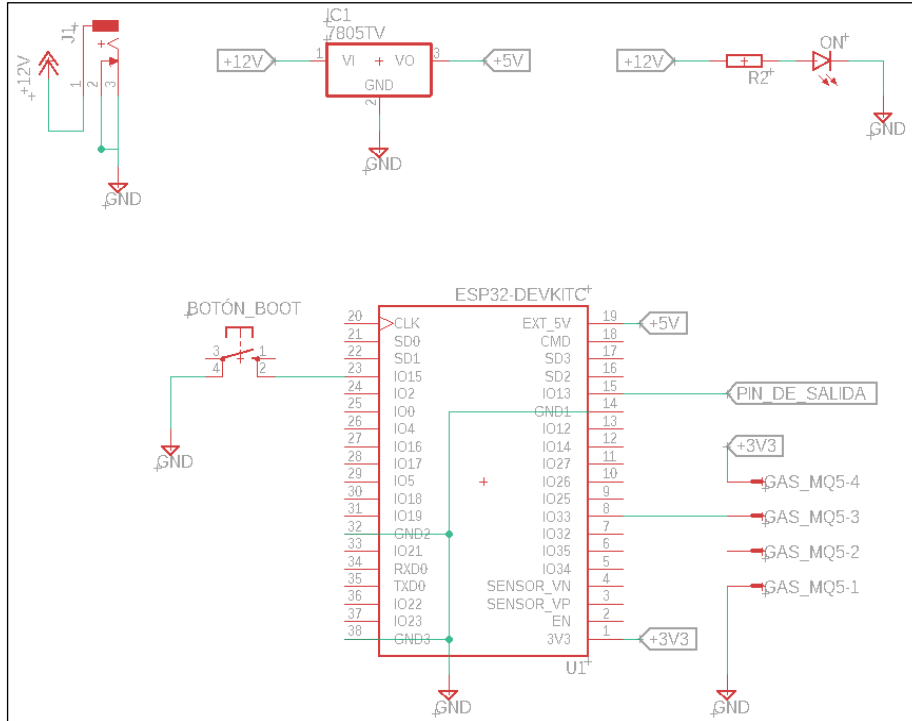 J1
+12V
1
2
3
IC1
7805TV
+12V
1
VI
VO
3
+5V
GND
2
GND
+12V
R2
ON
GND
GND
BOTÓN_BOOT
3
1
4
2
GND
ESP32-DEVKITC
20 CLK EXT_5V 19 +5V
21 SD0 CMD 18
22 SD1 SD3 17
23 IO15 SD2 16
24 IO2 IO13 15 PIN_DE_SALIDA
25 IO0 GND1 14
26 IO4 IO12 13
27 IO16 IO14 12 +3V3
28 IO17 IO27 11
29 IO5 IO26 10 GAS_MQ5-4
30 IO18 IO25 9
31 IO19 IO33 8 GAS_MQ5-3
32 GND2 IO32 7
33 IO21 IO35 6 GAS_MQ5-2
34 RXD0 IO34 5
35 TXD0 SENSOR_VN 4 GAS_MQ5-1
36 IO22 SENSOR_VP 3
37 IO23 EN 2
38 GND3 3V3 1 +3V3
U1
GND
GND